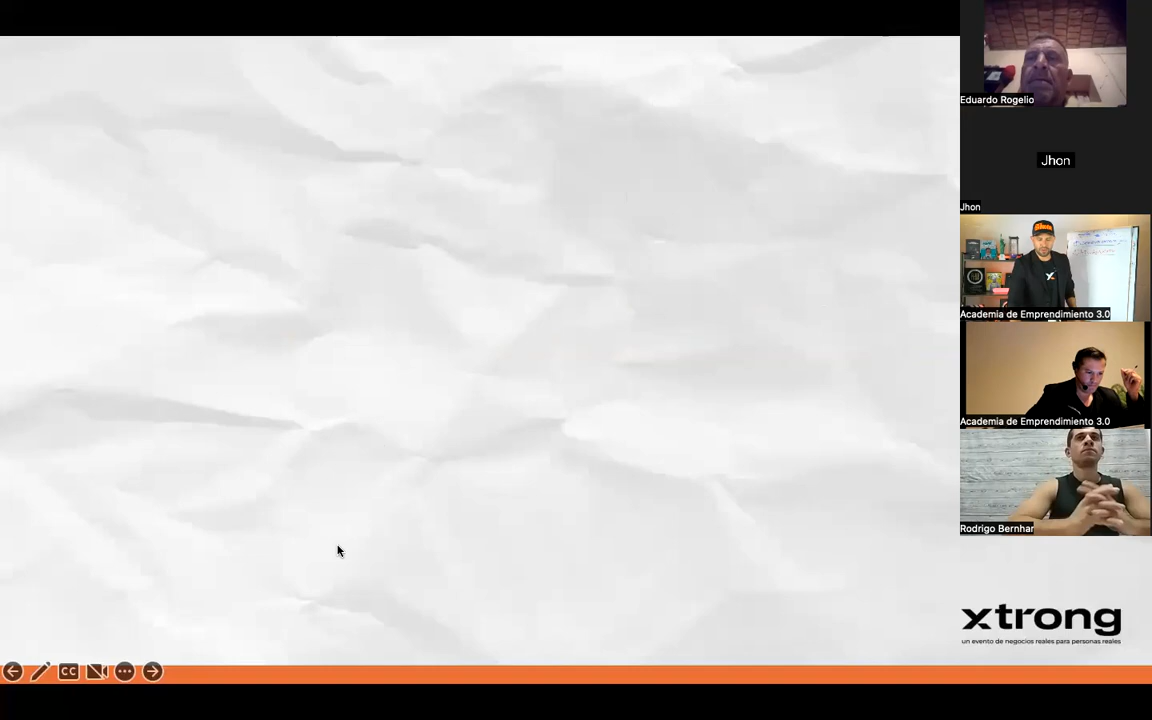 Eduardo Rogelio
Jhon
Jhon
Academia de Emprendimiento 3.0
Academia de Emprendimiento 3.0
Rodrigo Bernhar
xtrong
un evento de negocios reales para personas reales
CC